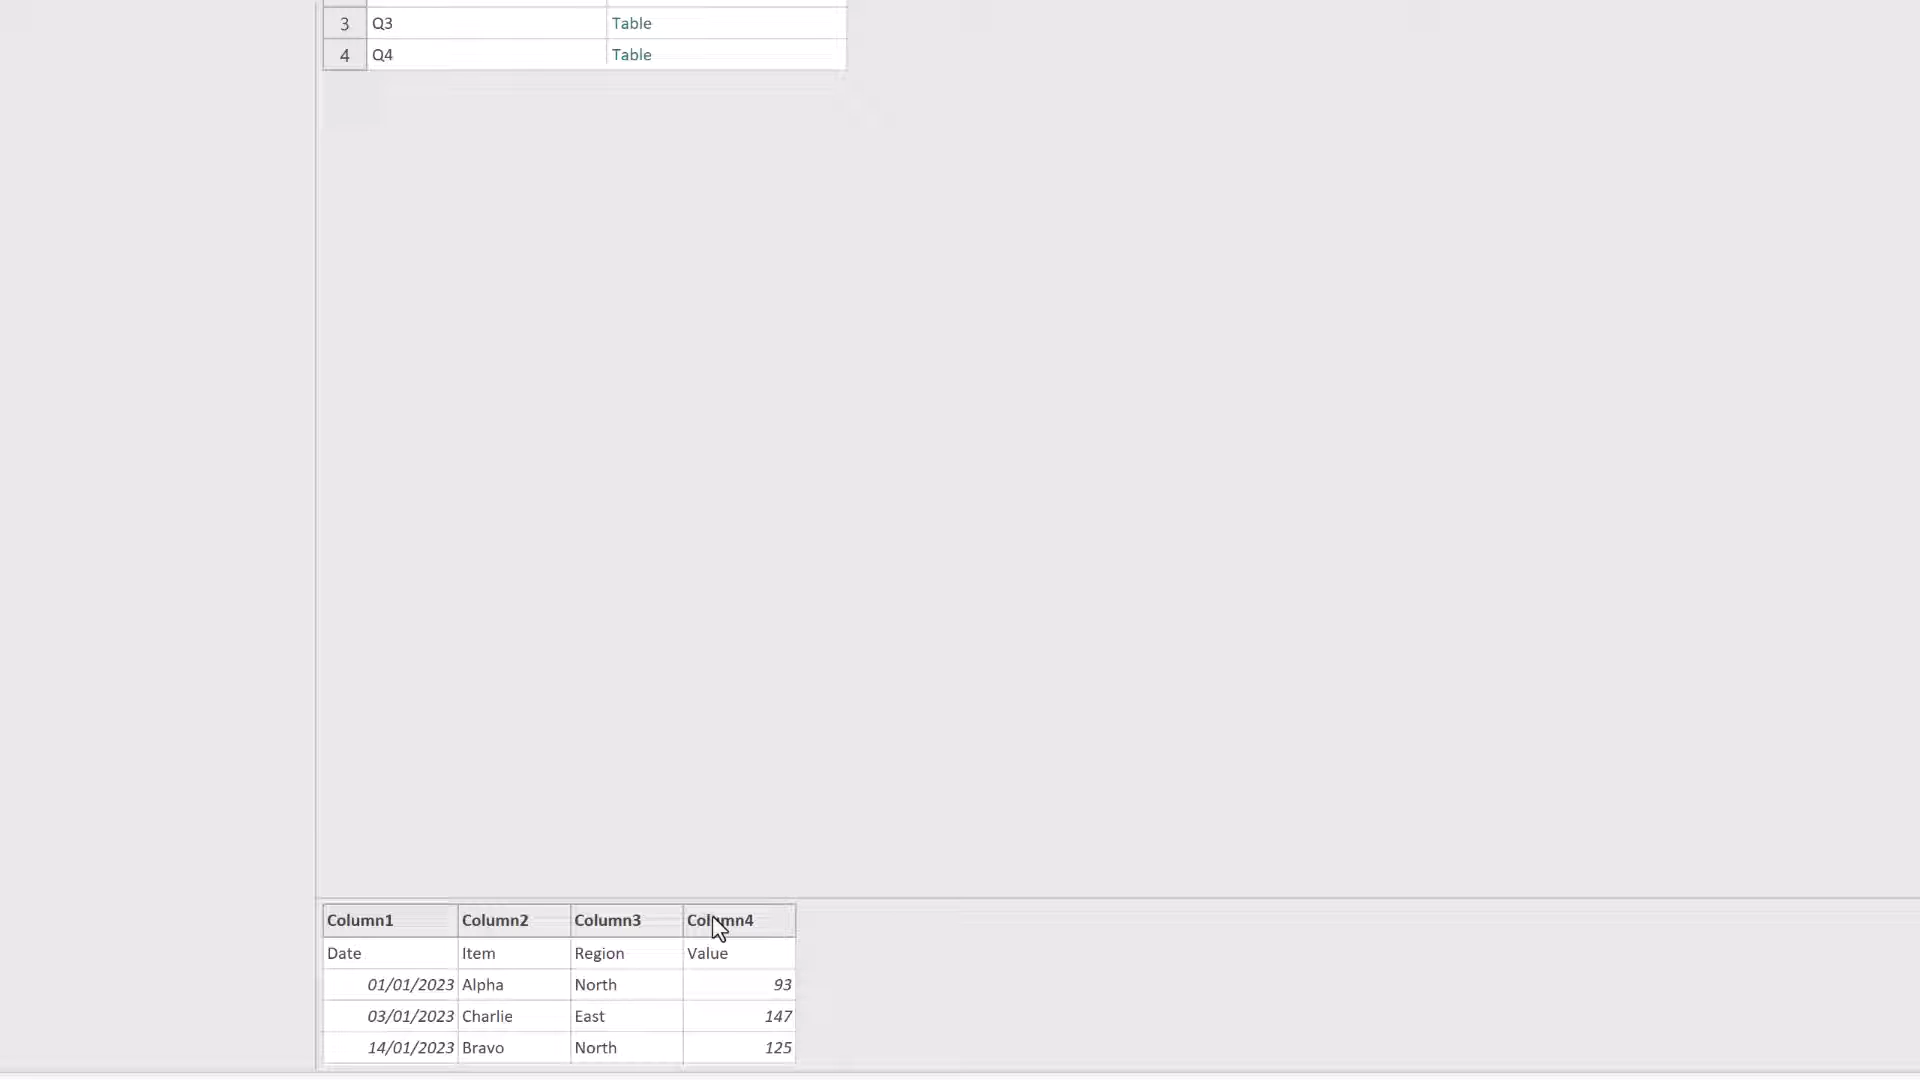 3 Q3 Table
4 Q4 Table
Column1 Column2 Column3 Column4
Date Item Region Value
01/01/2023 Alpha North 93
03/01/2023 Charlie East 147
14/01/2023 Bravo North 125